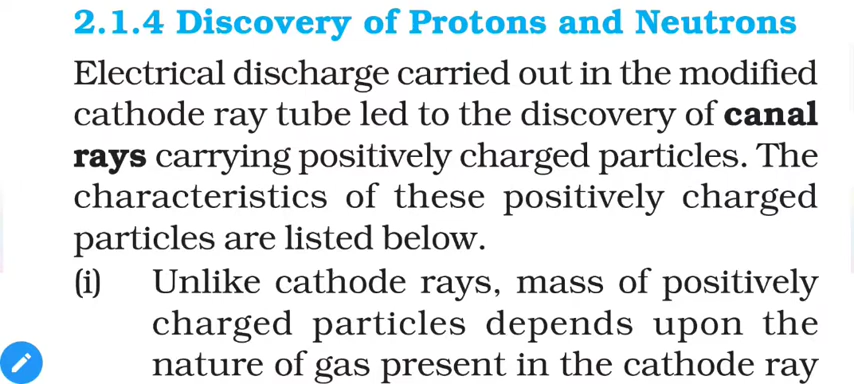 2.1.4 Discovery of Protons and Neutrons
Electrical discharge carried out in the modified
cathode ray tube led to the discovery of canal
rays carrying positively charged particles. The
characteristics of these positively charged
particles are listed below.
(i) Unlike cathode rays, mass of positively
charged particles depends upon the
nature of gas present in the cathode ray